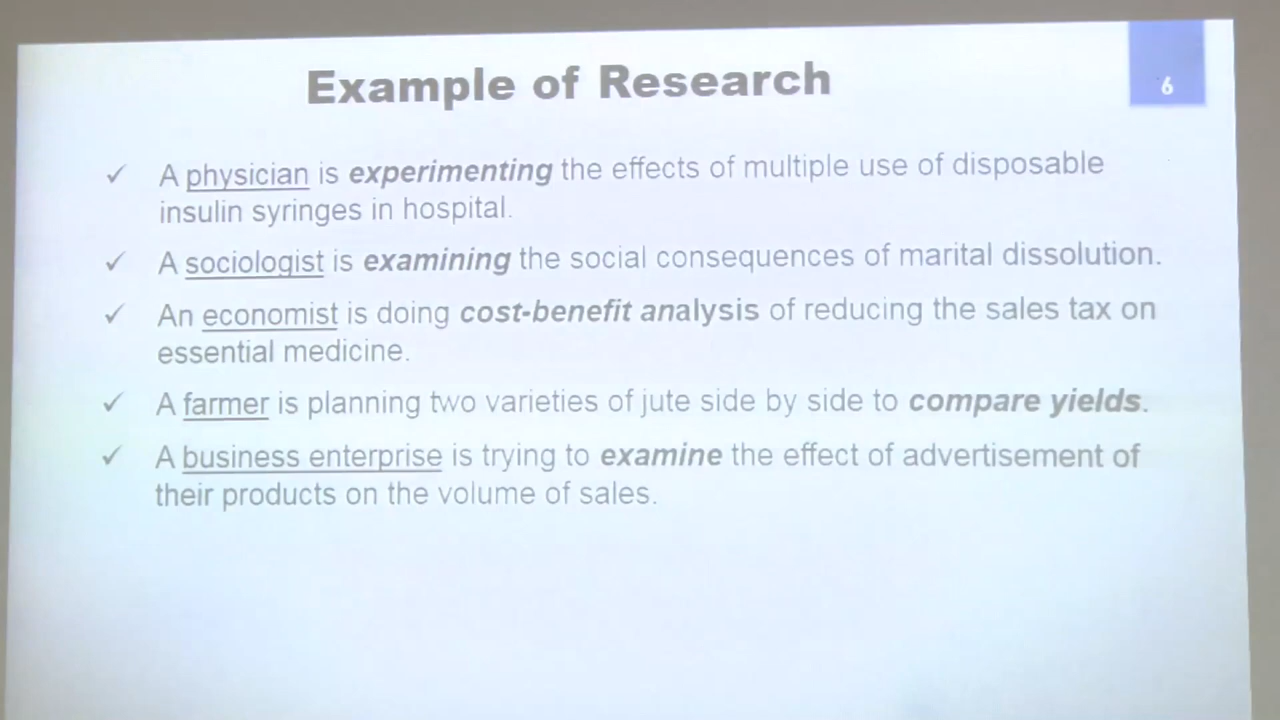 Example of Research
6
✓ A physician is experimenting the effects of multiple use of disposable
insulin syringes in hospital.
✓ A sociologist is examining the social consequences of marital dissolution.
✓ An economist is doing cost-benefit analysis of reducing the sales tax on
essential medicine.
✓ A farmer is planning two varieties of jute side by side to compare yields.
✓ A business enterprise is trying to examine the effect of advertisement of
their products on the volume of sales.